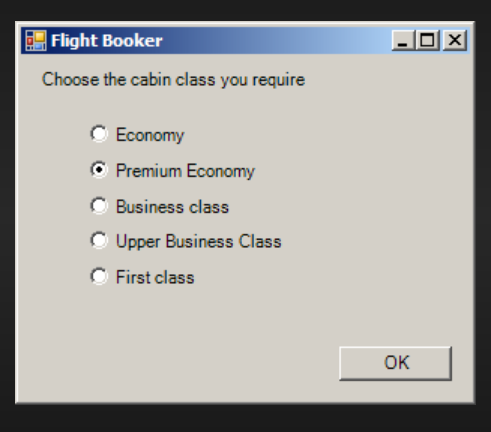 Flight Booker
Choose the cabin class you require
Economy
Premium Economy
Business class
Upper Business Class
First class
OK